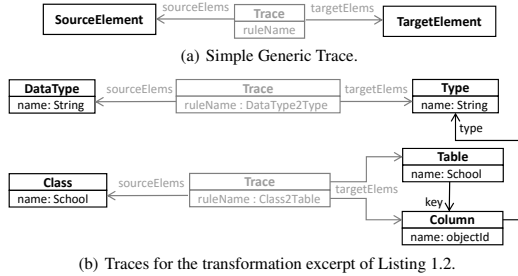 sourceElems Trace targetElems
SourceElement ruleName TargetElement
(a) Simple Generic Trace.
DataType sourceElems Trace targetElems Type
name: String ruleName : DataType2Type name: String
type
Table
Class sourceElems Trace name: School
name: School ruleName : Class2Table targetElems
key
Column
name: objectId
(b) Traces for the transformation excerpt of Listing 1.2.